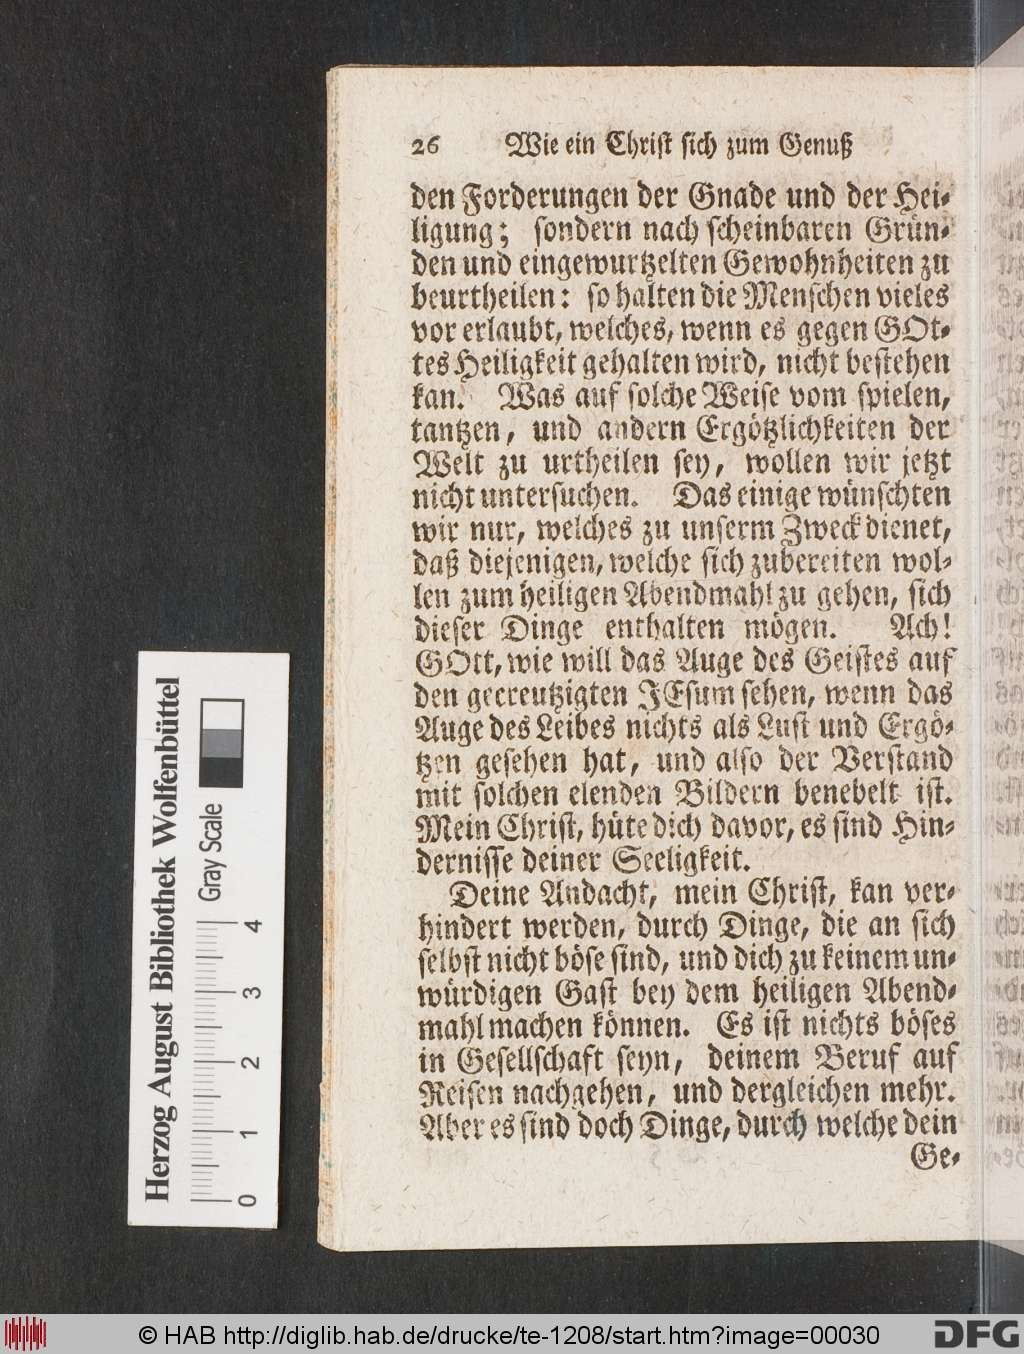 26 Wie ein Christ sich zum Genuß
den Forderungen der Gnade und der Hei-
ligung; sondern nach scheinbaren Grün-
den und eingewurtzelten Gewohnheiten zu
beurtheilen: so halten die Menschen vieles
vor erlaubt, welches, wenn es gegen GOt-
tes Heiligkeit gehalten wird, nicht bestehen
kan. Was auf solche Weise vom spielen,
tantzen, und andern Ergötzlichkeiten der
Welt zu urtheilen sey, wollen wir jetzt
nicht untersuchen. Das einige wünschten
wir nur, welches zu unserm Zweck dienet,
daß diejenigen, welche sich zubereiten wol-
len zum heiligen Abendmahl zu gehen, sich
dieser Dinge enthalten mögen. Ach!
GOtt, wie will das Auge des Geistes auf
den gecreutzigten JEsum sehen, wenn das
Auge des Leibes nichts als Lust und Ergö-
tzen gesehen hat, und also der Verstand
mit solchen elenden Bildern benebelt ist.
Mein Christ, hüte dich davor, es sind Hin-
dernisse deiner Seeligkeit.
Deine Andacht, mein Christ, kan ver-
hindert werden, durch Dinge, die an sich
selbst nicht böse sind, und dich zu keinem un-
würdigen Gast bey dem heiligen Abend-
mahl machen können. Es ist nichts böses
in Gesellschaft seyn, deinem Beruf auf
Reisen nachgehen, und dergleichen mehr.
Aber es sind doch Dinge, durch welche dein
Ge-
Herzog August Bibliothek Wolfenbüttel
Gray Scale
0 1 2 3 4
© HAB http://diglib.hab.de/drucke/te-1208/start.htm?image=00030
DFG